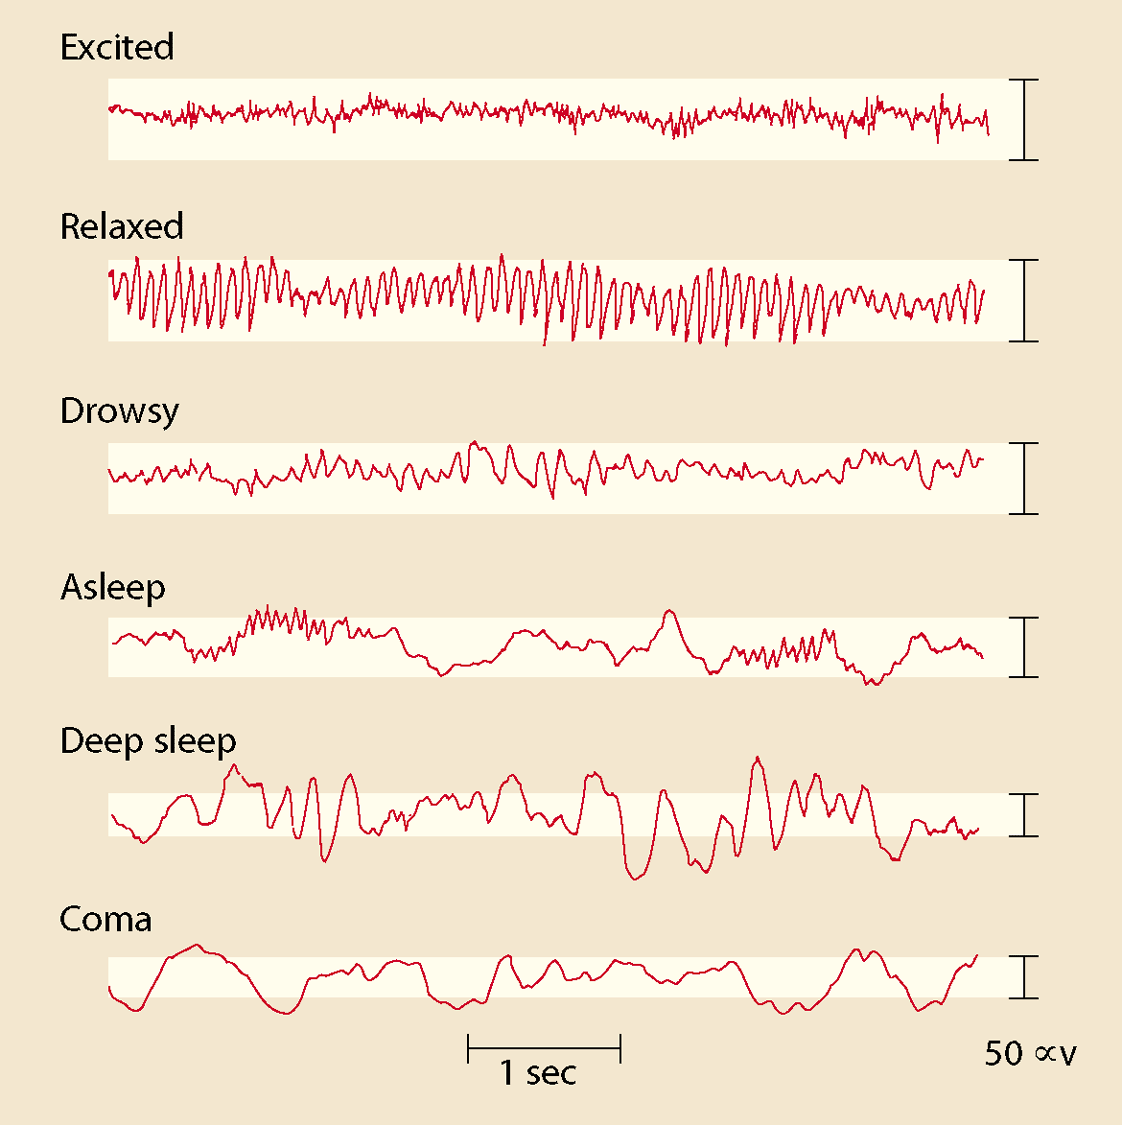 Excited
Relaxed
Drowsy
Asleep
Deep sleep
Coma
1 sec
50 ∝v